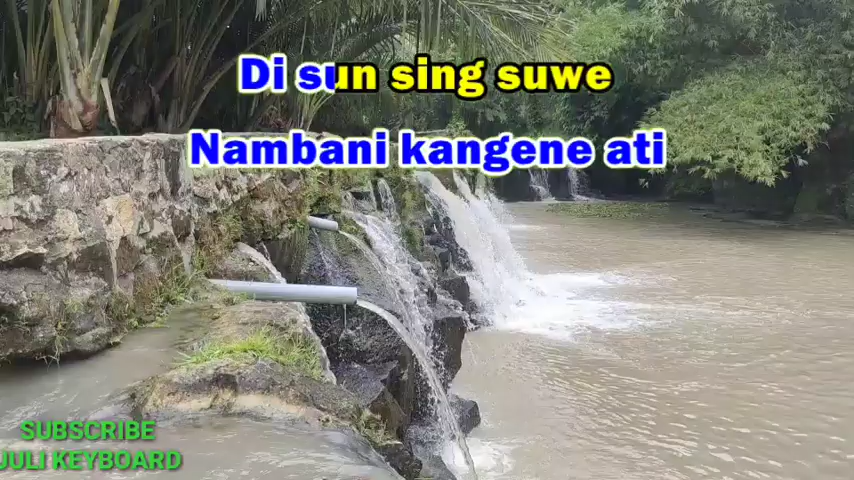 Di sun sing suwe
Nambani kangene ati
SUBSCRIBE
JULI KEYBOARD